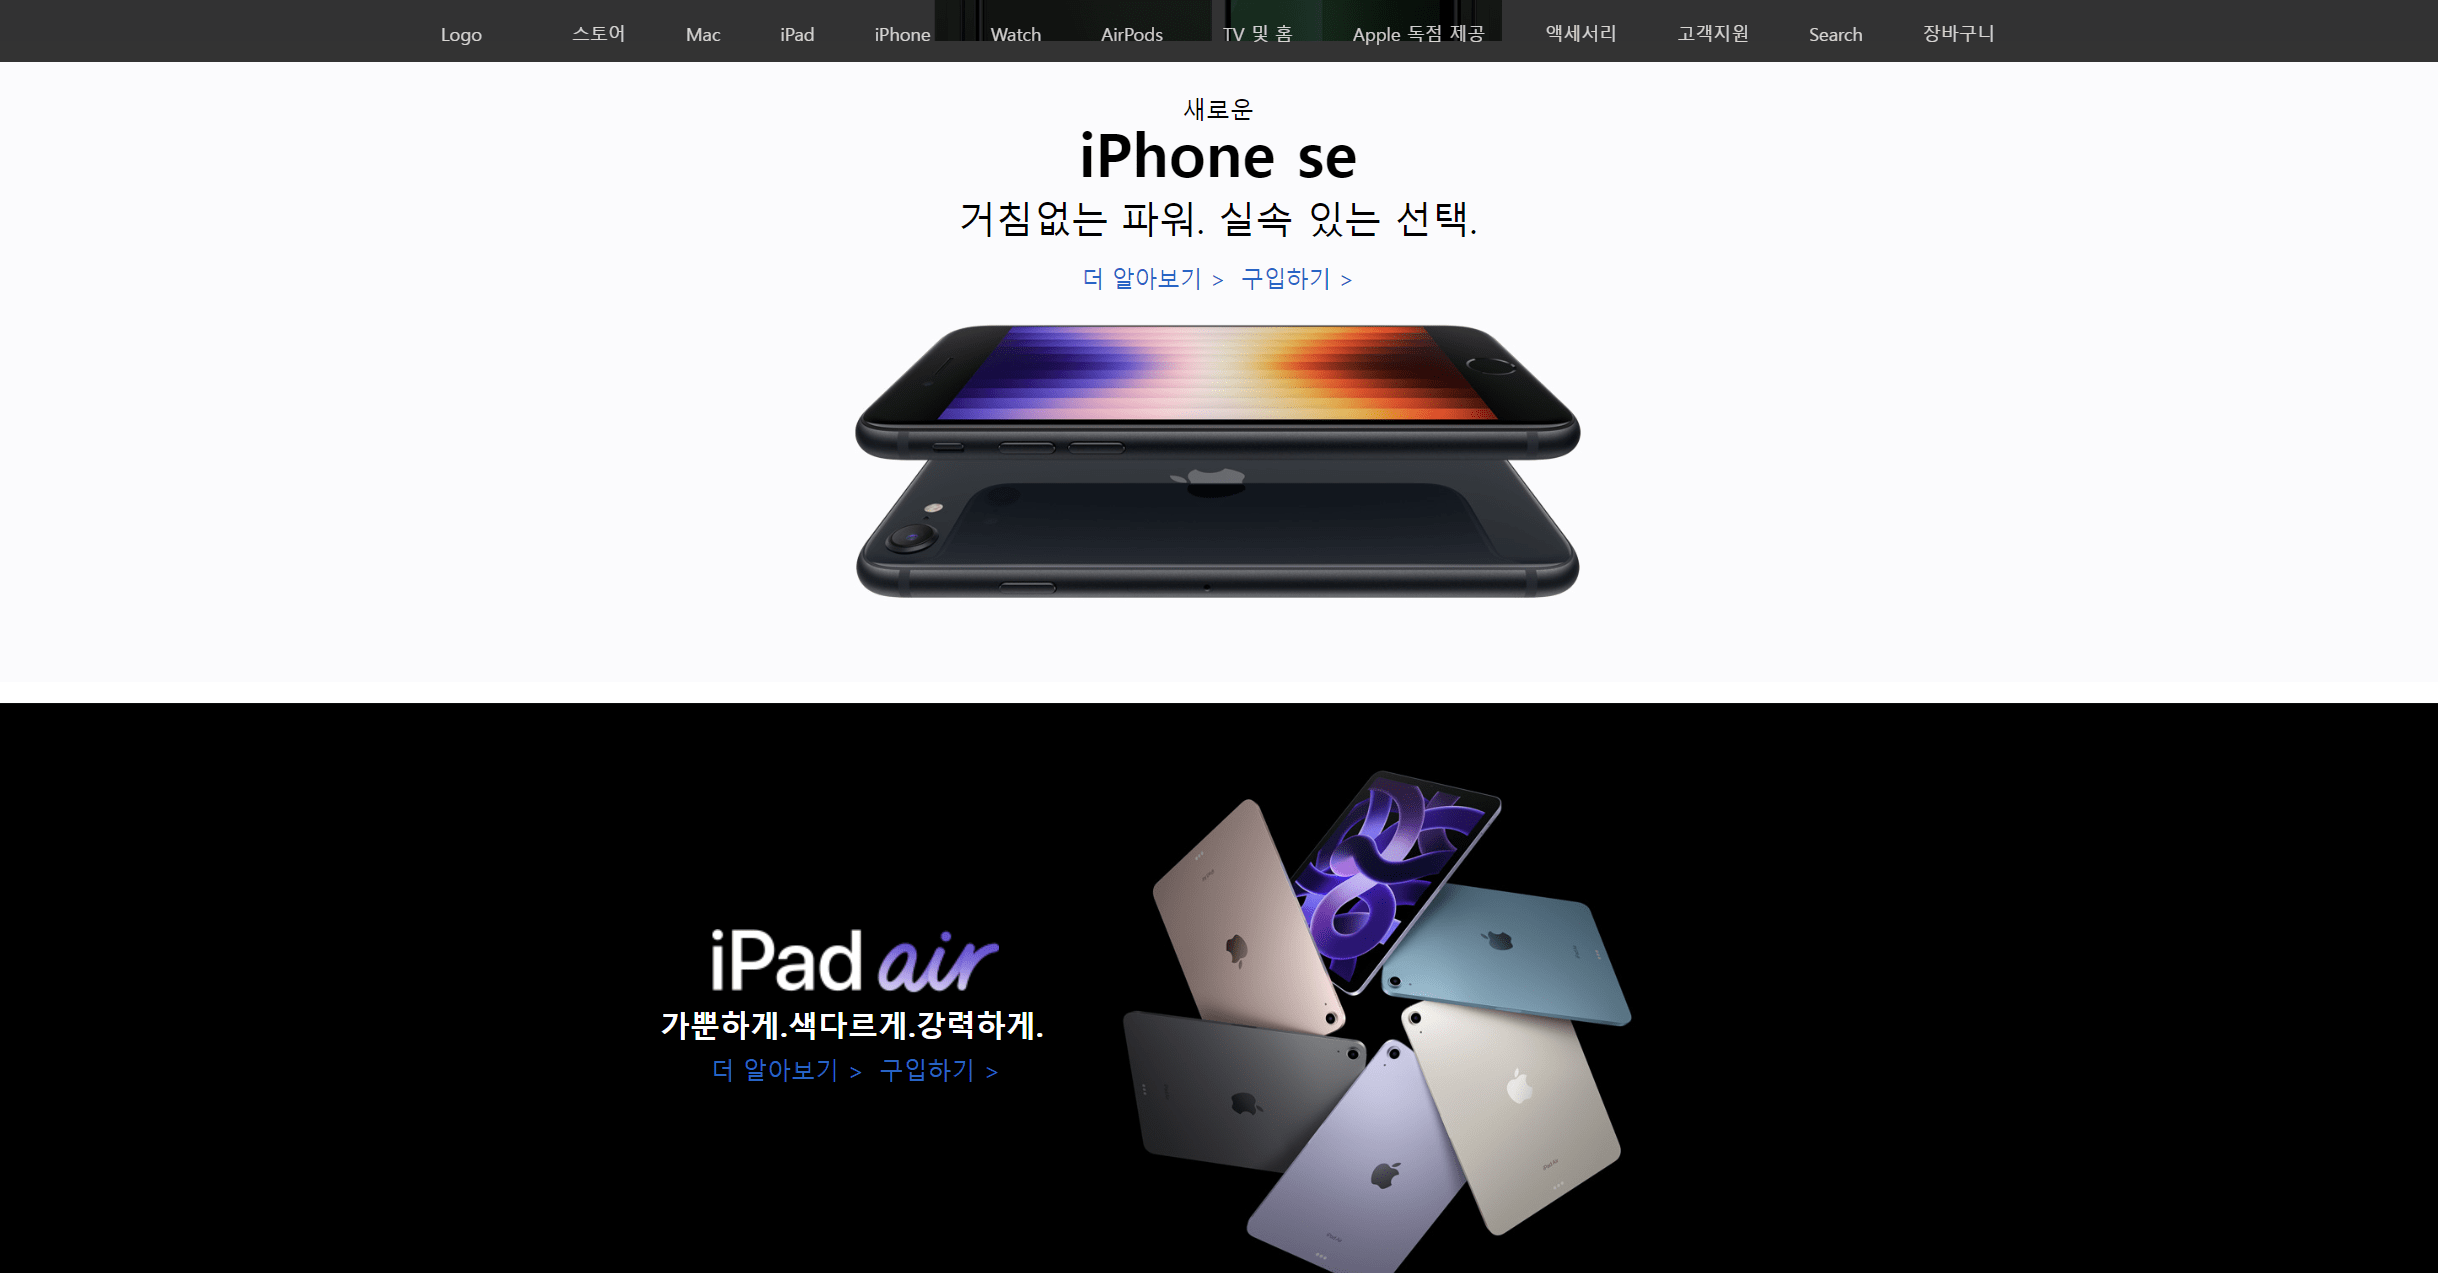 Logo 스토어 Mac iPad iPhone Watch AirPods TV 및 홈 Apple 독점 제공 액세서리 고객지원 Search 장바구니
새로운
iPhone se
거침없는 파워. 실속 있는 선택.
더 알아보기 > 구입하기 >
iPad air
가뿐하게.색다르게.강력하게.
더 알아보기 > 구입하기 >